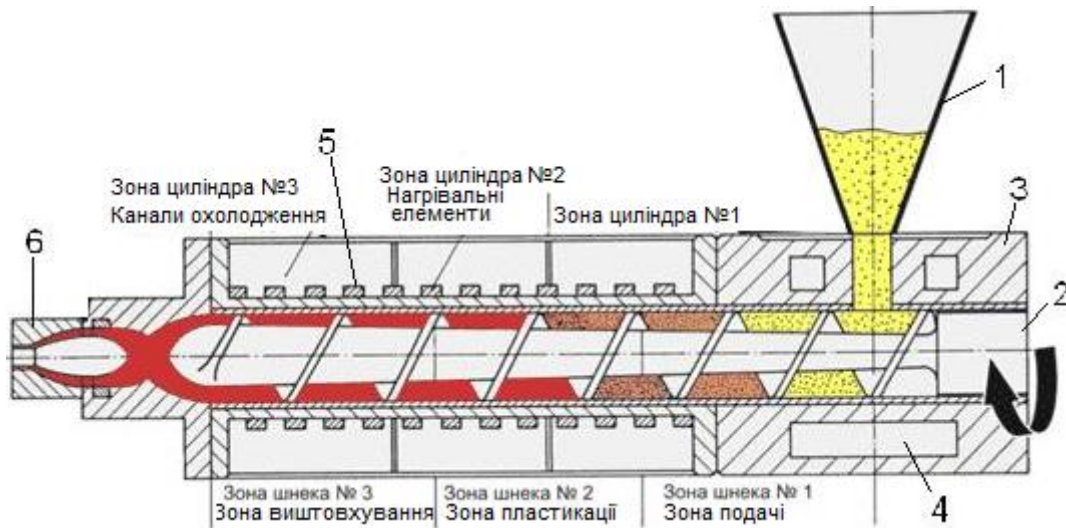 1
5
Зона циліндра №3
Канали охолодження
Зона циліндра №2
Нагрівальні
елементи
Зона циліндра №1
3
6
2
4
Зона шнека № 3
Зона виштовхування
Зона шнека № 2
Зона пластикації
Зона шнека № 1
Зона подачі